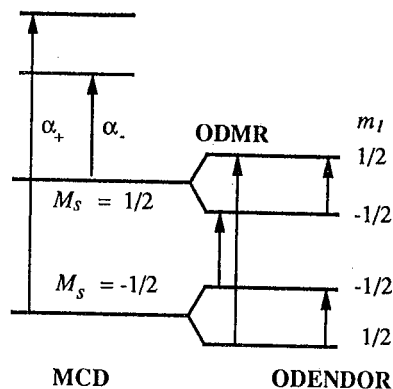 α₊ α₋
ODMR
m_I
1/2
M_S = 1/2
-1/2
M_S = -1/2
-1/2
1/2
MCD ODENDOR